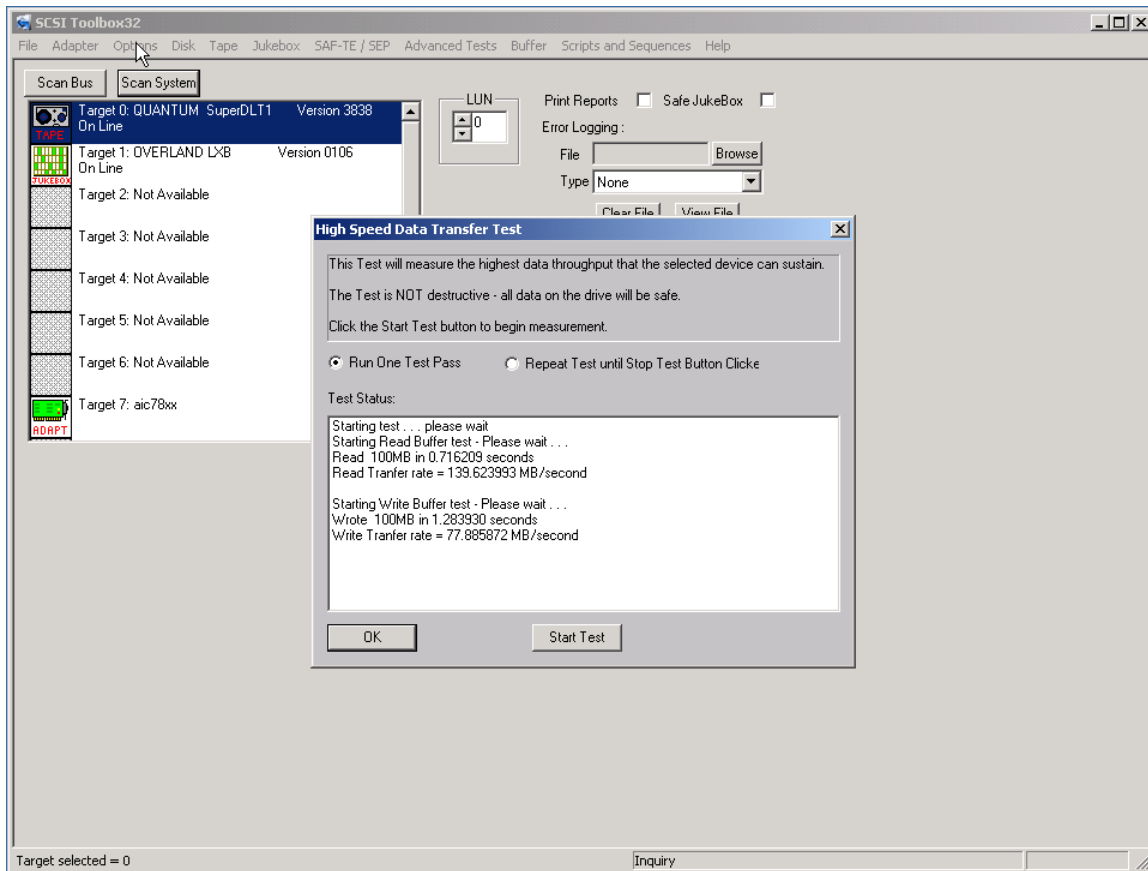 SCSI Toolbox32
File Adapter Options Disk Tape Jukebox SAF-TE / SEP Advanced Tests Buffer Scripts and Sequences Help
Scan Bus Scan System
TAPE
Target 0: QUANTUM SuperDLT1 Version 3838
On Line
JUKEBOX
Target 1: OVERLAND LXB Version 0106
On Line
Target 2: Not Available
Target 3: Not Available
Target 4: Not Available
Target 5: Not Available
Target 6: Not Available
ADAPT
Target 7: aic78xx
LUN
0
Print Reports Safe JukeBox
Error Logging :
File Browse
Type None
Clear File View File
High Speed Data Transfer Test
This Test will measure the highest data throughput that the selected device can sustain.
The Test is NOT destructive - all data on the drive will be safe.
Click the Start Test button to begin measurement.
Run One Test Pass Repeat Test until Stop Test Button Clicke
Test Status:
Starting test . . . please wait
Starting Read Buffer test - Please wait . . .
Read 100MB in 0.716209 seconds
Read Tranfer rate = 139.623993 MB/second
Starting Write Buffer test - Please wait . . .
Wrote 100MB in 1.283930 seconds
Write Tranfer rate = 77.885872 MB/second
OK Start Test
Target selected = 0 Inquiry